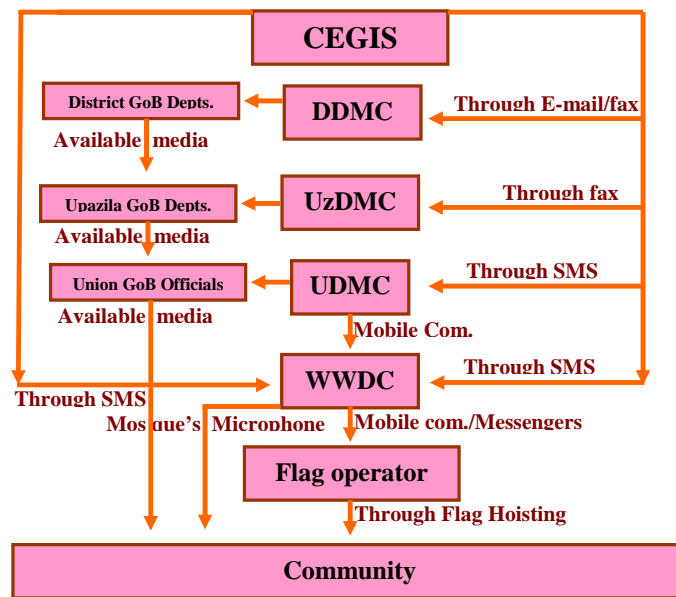 CEGIS
District GoB Depts.
DDMC
Through E-mail/fax
Available media
Upazila GoB Depts.
UzDMC
Through fax
Available media
Union GoB Officials
UDMC
Through SMS
Available media
Mobile Com.
WWDC
Through SMS
Through SMS
Mosque's Microphone
Mobile com./Messengers
Flag operator
Through Flag Hoisting
Community